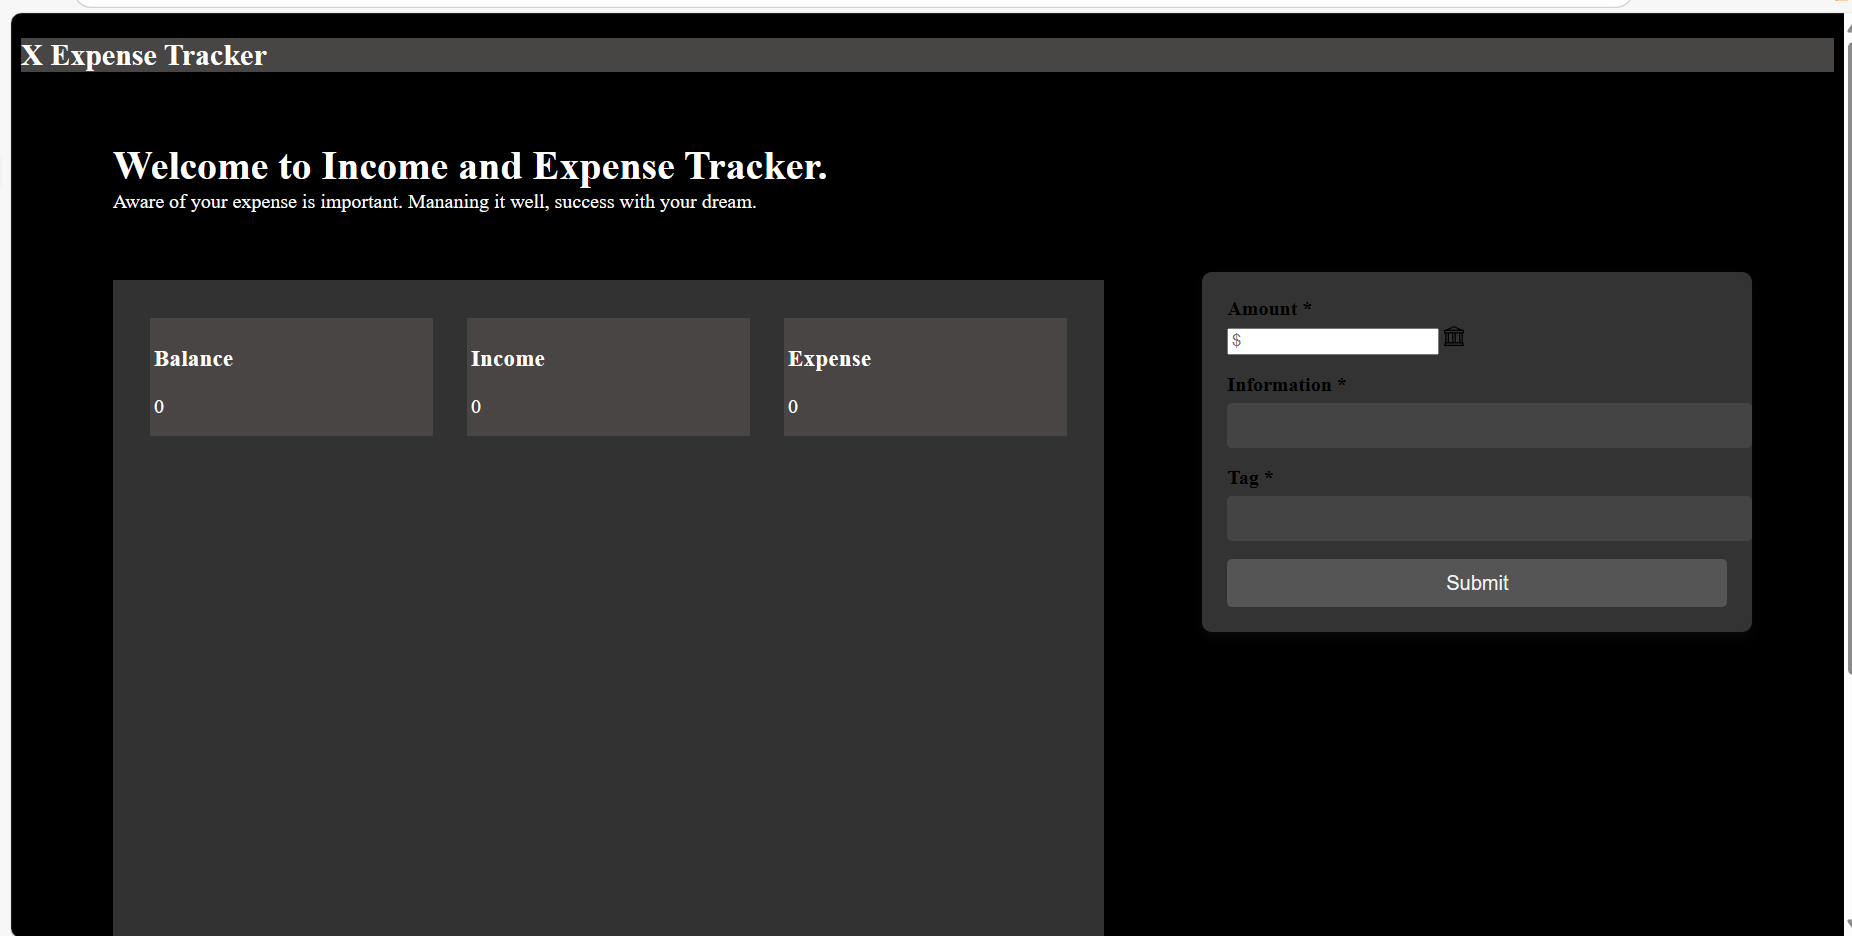 X Expense Tracker
Welcome to Income and Expense Tracker.
Aware of your expense is important. Mananing it well, success with your dream.
Balance
0
Income
0
Expense
0
Amount *
$
Information *
Tag *
Submit